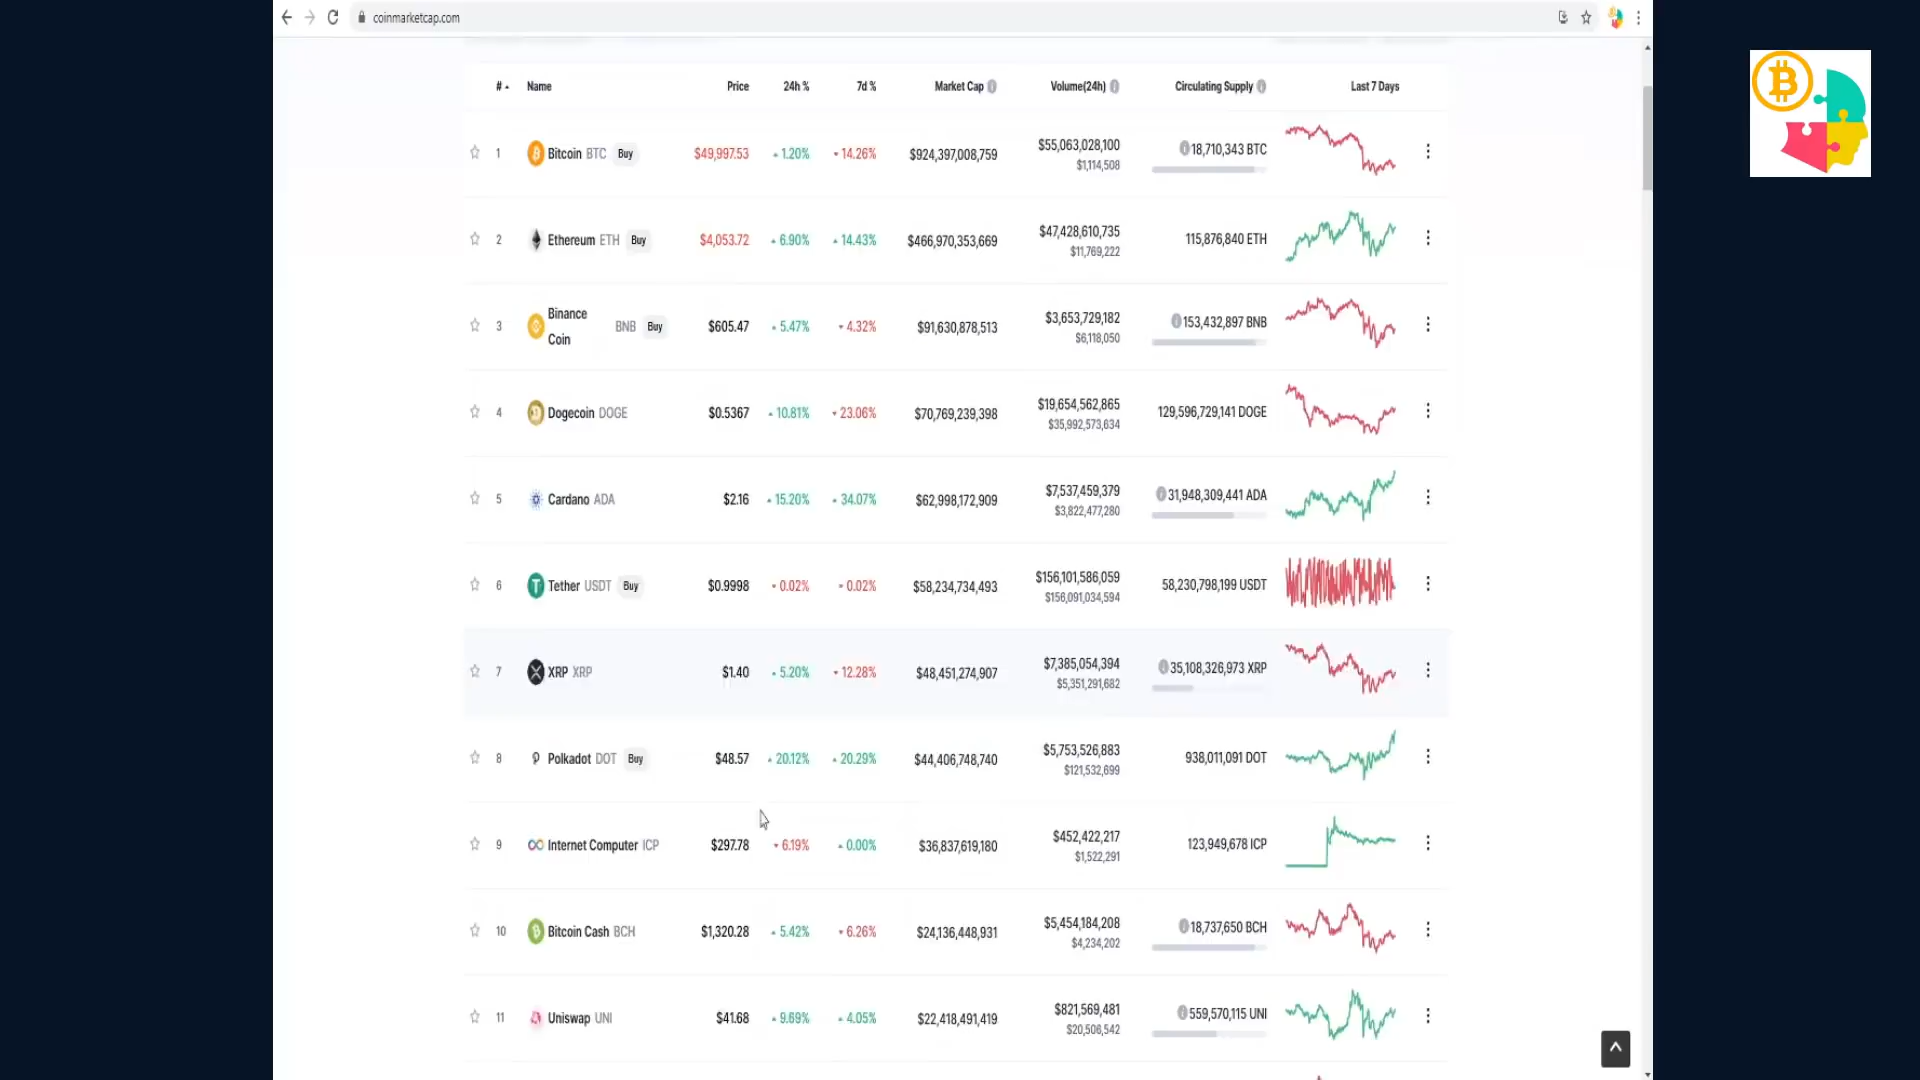 coinmarketcap.com
# Name Price 24h % 7d % Market Cap Volume(24h) Circulating Supply Last 7 Days
1 Bitcoin BTC Buy $49,997.53 1.20% 14.26% $924,397,008,759 $55,063,028,100 18,710,343 BTC
$1,114,508
2 Ethereum ETH Buy $4,053.72 6.90% 14.43% $466,970,353,669 $47,428,610,735 115,876,840 ETH
$11,769,222
3 Binance Coin BNB Buy $605.47 5.47% 4.32% $91,630,878,513 $3,653,729,182 153,432,897 BNB
$6,118,050
4 Dogecoin DOGE $0.5367 10.81% 23.06% $70,769,239,398 $19,654,562,865 129,596,729,141 DOGE
$35,992,573,634
5 Cardano ADA $2.16 15.20% 34.07% $62,998,172,909 $7,537,459,379 31,948,309,441 ADA
$3,822,477,280
6 Tether USDT Buy $0.9998 0.02% 0.02% $58,234,734,493 $156,101,586,059 58,230,798,199 USDT
$156,091,034,594
7 XRP XRP $1.40 5.20% 12.28% $48,451,274,907 $7,385,054,394 35,108,326,973 XRP
$5,351,291,682
8 Polkadot DOT Buy $48.57 20.12% 20.29% $44,406,748,740 $5,753,526,883 938,011,091 DOT
$121,532,699
9 Internet Computer ICP $297.78 6.19% 0.00% $36,837,619,180 $452,422,217 123,949,678 ICP
$1,522,291
10 Bitcoin Cash BCH $1,320.28 5.42% 6.26% $24,136,448,931 $5,454,184,208 18,737,650 BCH
$4,234,202
11 Uniswap UNI $41.68 9.69% 4.05% $22,418,491,419 $821,569,481 559,570,115 UNI
$20,506,542